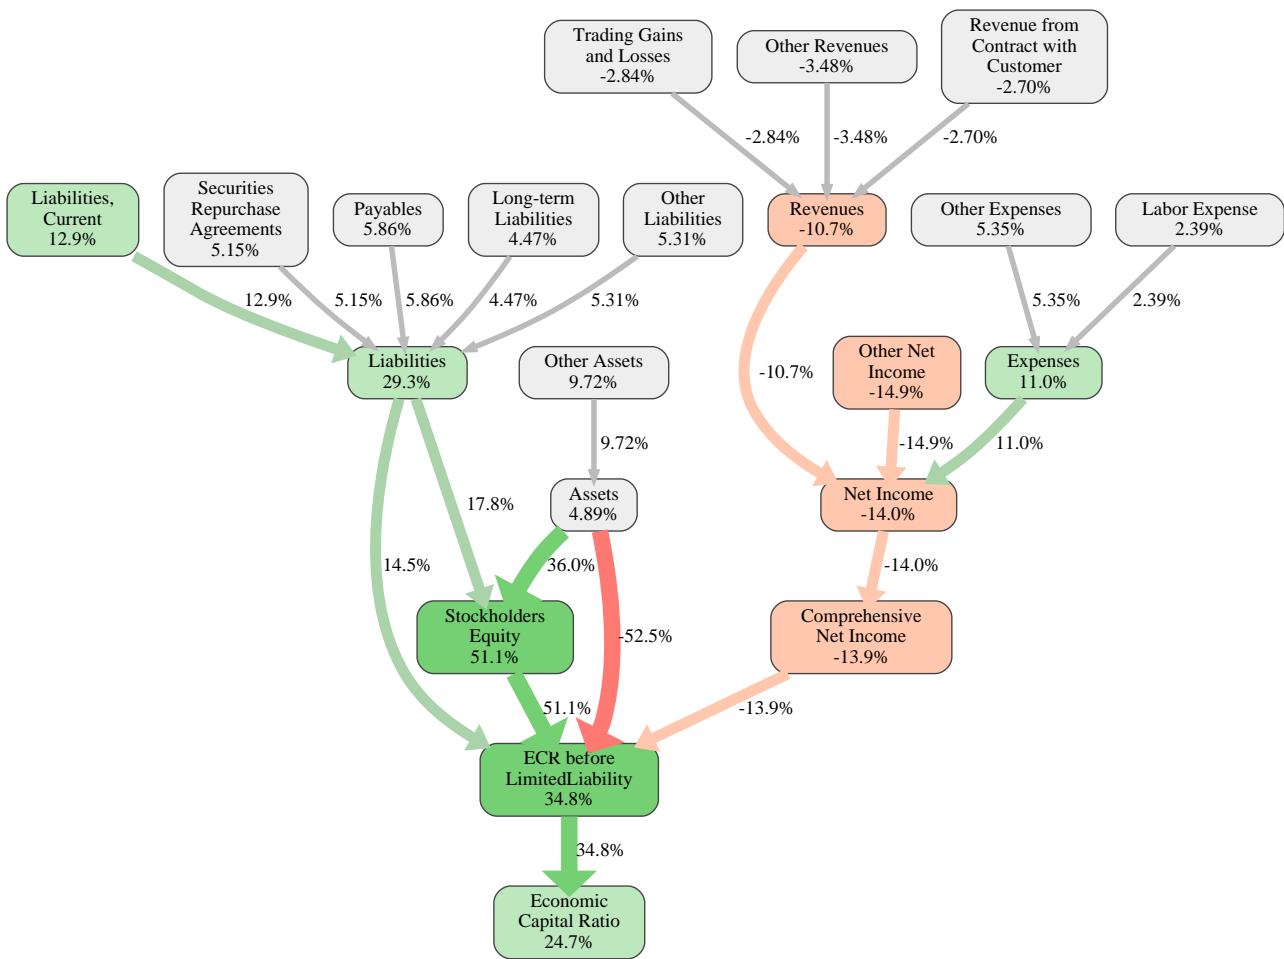 Trading Gains
and Losses
-2.84%
Other Revenues
-3.48%
Revenue from
Contract with
Customer
-2.70%
-2.84%
-3.48%
-2.70%
Liabilities,
Current
12.9%
Securities
Repurchase
Agreements
5.15%
Payables
5.86%
Long-term
Liabilities
4.47%
Other
Liabilities
5.31%
Revenues
-10.7%
Other Expenses
5.35%
Labor Expense
2.39%
12.9%
5.15%
5.86%
4.47%
5.31%
5.35%
2.39%
Liabilities
29.3%
Other Assets
9.72%
-10.7%
Other Net
Income
-14.9%
Expenses
11.0%
9.72%
-14.9%
11.0%
Assets
4.89%
Net Income
-14.0%
17.8%
14.5%
36.0%
-14.0%
Stockholders
Equity
51.1%
-52.5%
Comprehensive
Net Income
-13.9%
51.1%
-13.9%
ECR before
LimitedLiability
34.8%
34.8%
Economic
Capital Ratio
24.7%